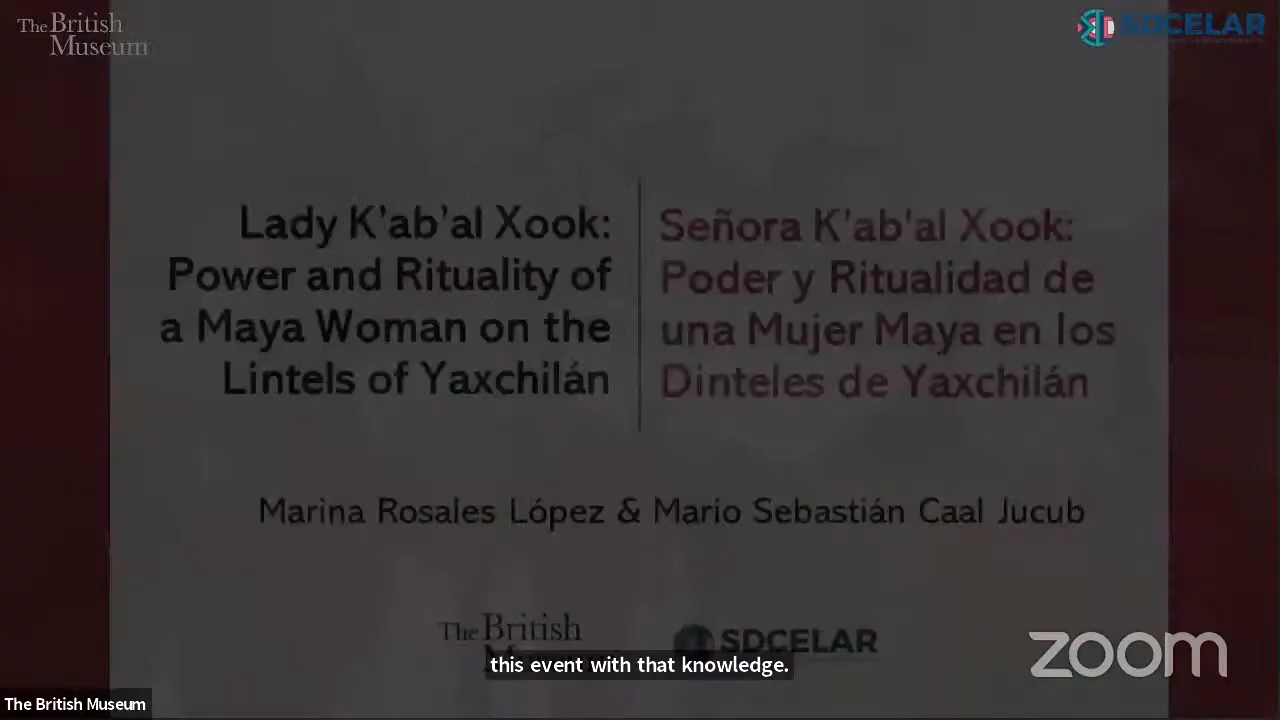 The British
Museum
SDCELAR
Lady K'ab'al Xook:
Power and Rituality of
a Maya Woman on the
Lintels of Yaxchilán
Señora K'ab'al Xook:
Poder y Ritualidad de
una Mujer Maya en los
Dinteles de Yaxchilán
Marina Rosales López & Mario Sebastián Caal Jucub
The British
SDCELAR
this event with that knowledge.
zoom
The British Museum